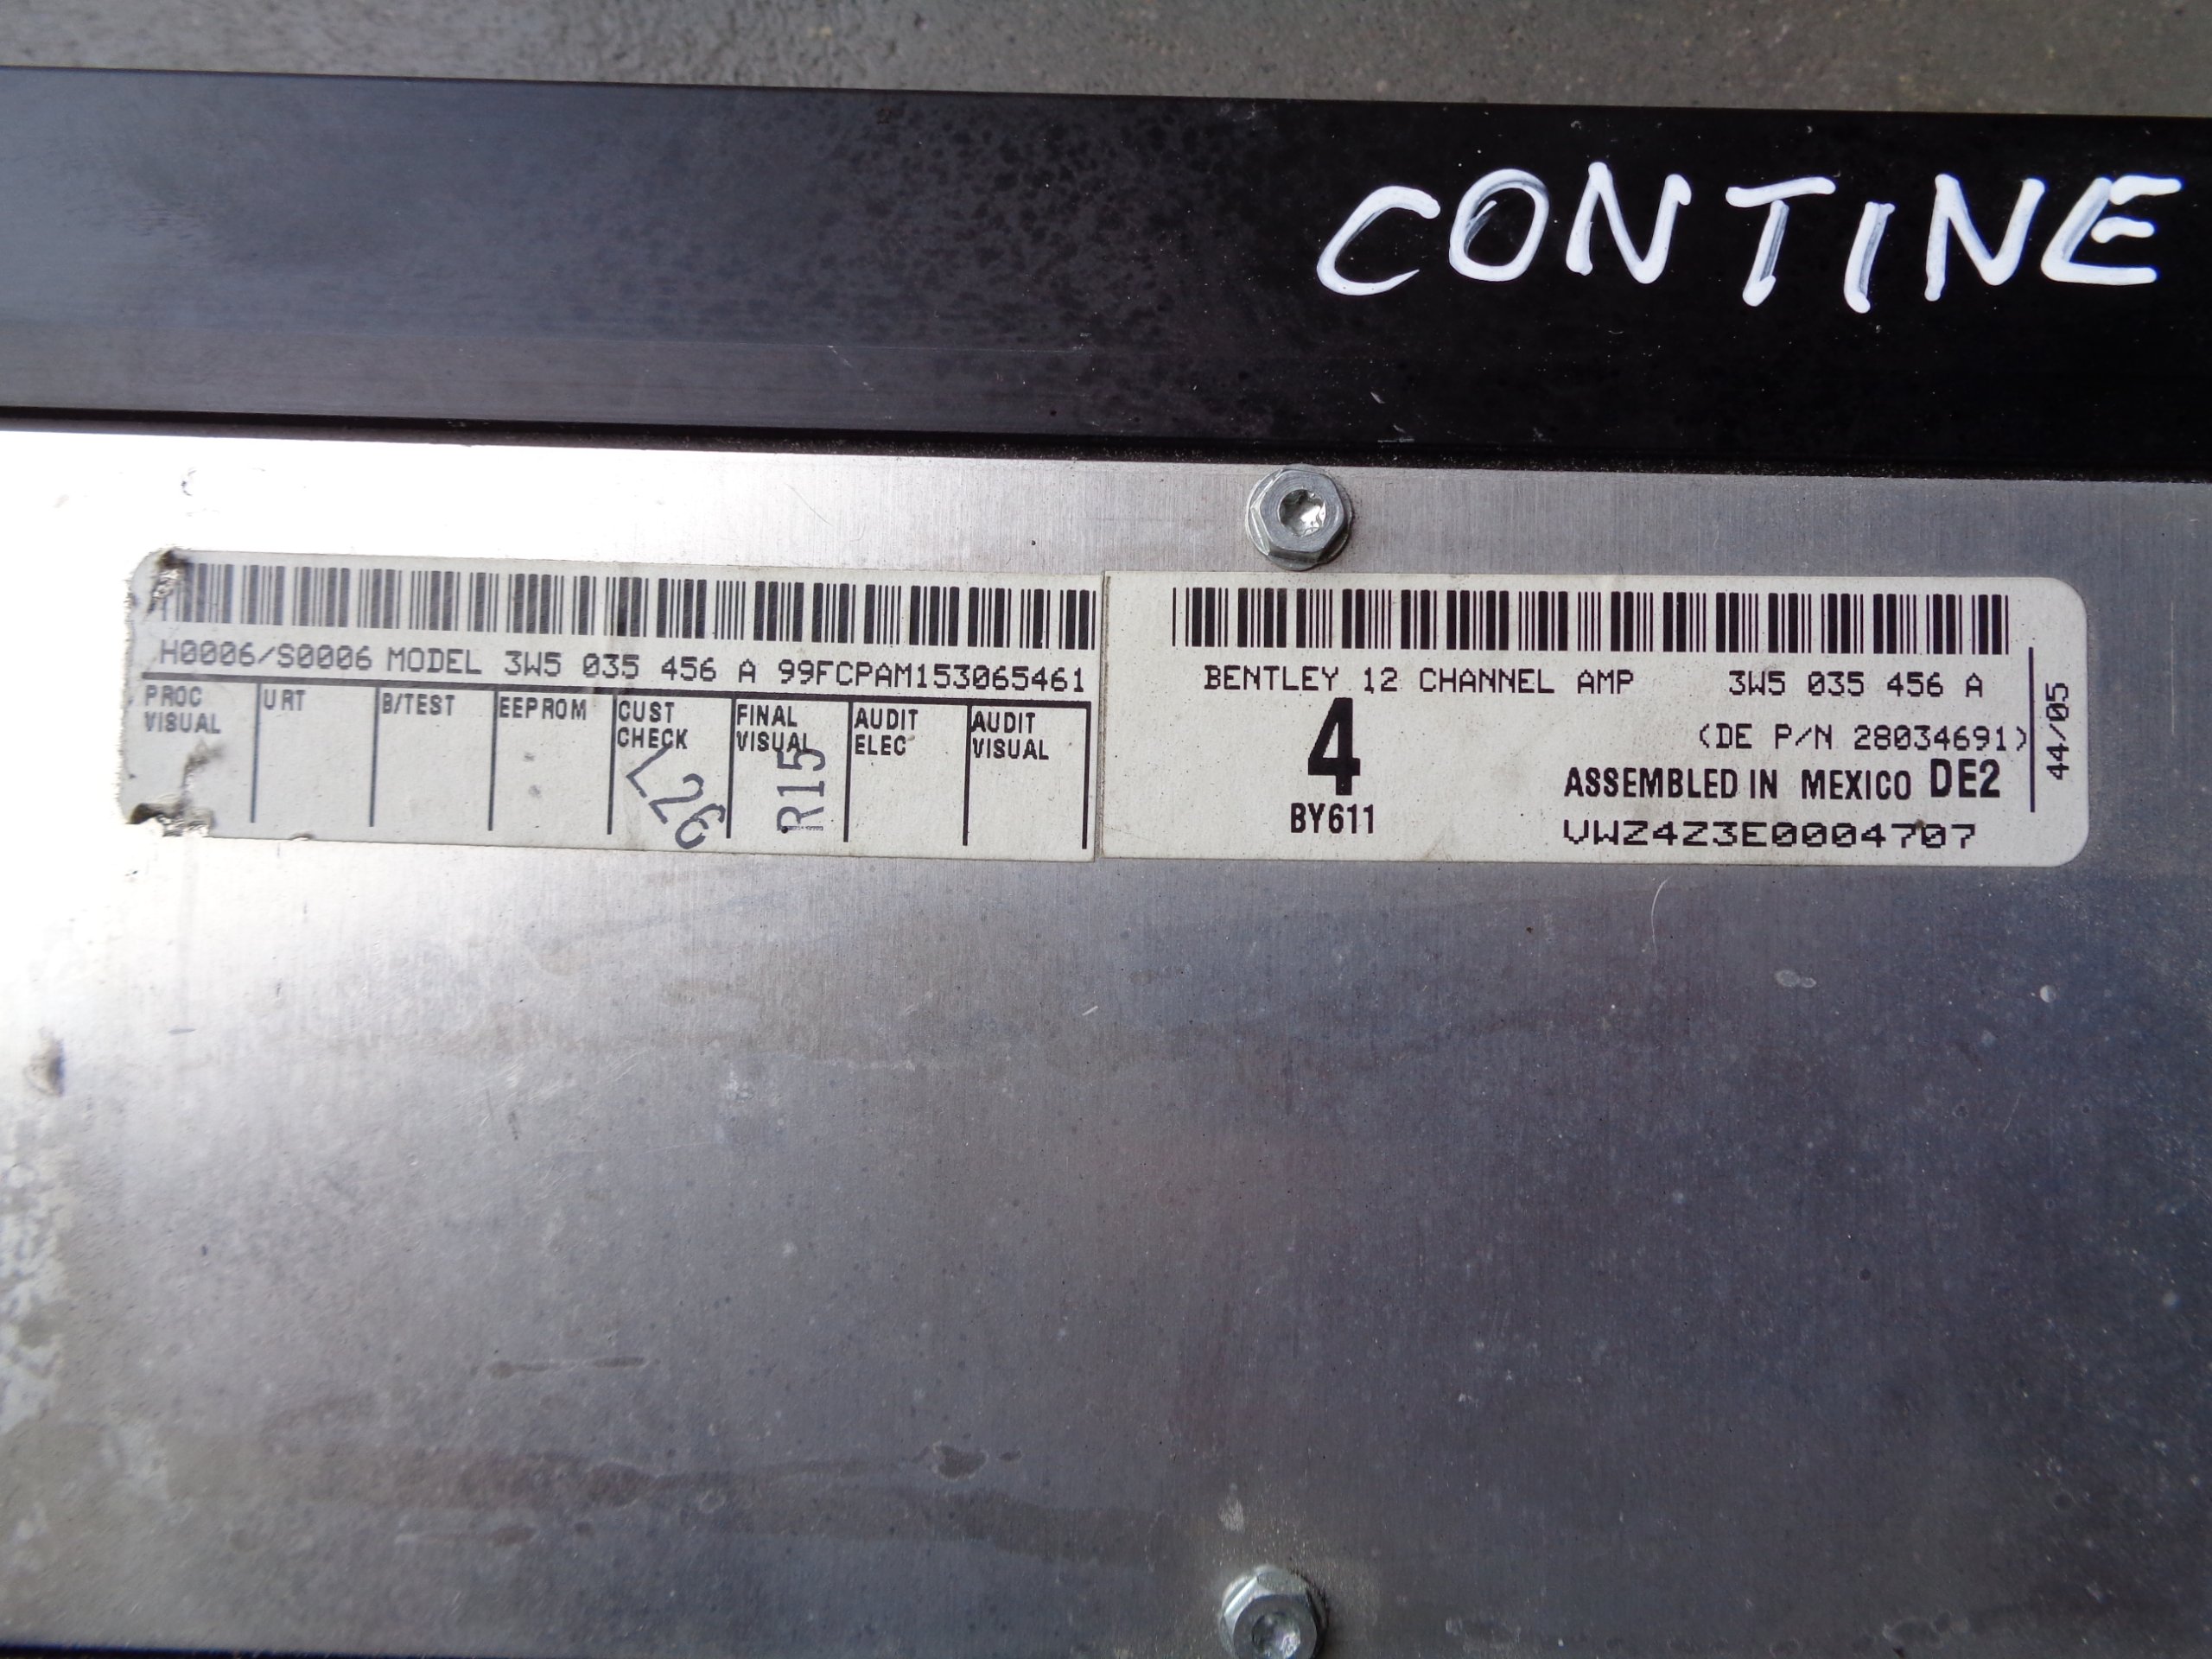 CONTINE
H0006/S0006 MODEL 3W5 035 456 A 99FCPAM153065461
PROC VISUAL
URT
B/TEST
EEPROM
CUST CHECK
FINAL VISUAL
AUDIT ELEC
AUDIT VISUAL
R15
BENTLEY 12 CHANNEL AMP 3W5 035 456 A
(DE P/N 28034691)
4
BY611
ASSEMBLED IN MEXICO DE2
VWZ4Z3E0004707
44/05